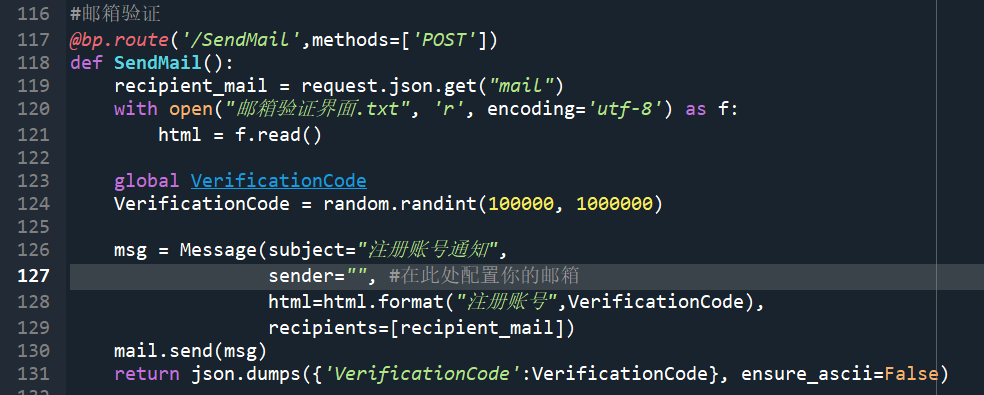 116 #邮箱验证
117 @bp.route('/SendMail',methods=['POST'])
118 def SendMail():
119     recipient_mail = request.json.get("mail")
120     with open("邮箱验证界面.txt", 'r', encoding='utf-8') as f:
121         html = f.read()
122
123     global VerificationCode
124     VerificationCode = random.randint(100000, 1000000)
125
126     msg = Message(subject="注册账号通知",
127                   sender="", #在此处配置你的邮箱
128                   html=html.format("注册账号",VerificationCode),
129                   recipients=[recipient_mail])
130     mail.send(msg)
131     return json.dumps({'VerificationCode':VerificationCode}, ensure_ascii=False)